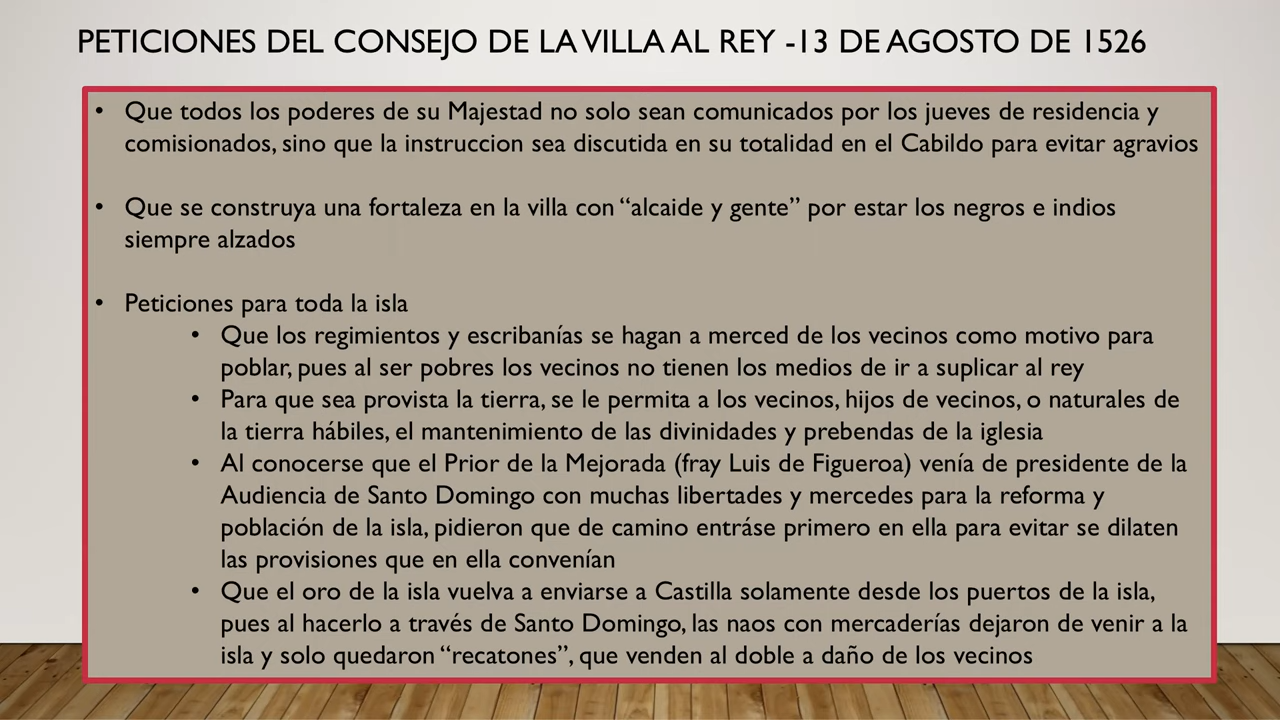 PETICIONES DEL CONSEJO DE LA VILLA AL REY -13 DE AGOSTO DE 1526
• Que todos los poderes de su Majestad no solo sean comunicados por los jueves de residencia y
comisionados, sino que la instruccion sea discutida en su totalidad en el Cabildo para evitar agravios
• Que se construya una fortaleza en la villa con “alcaide y gente” por estar los negros e indios
siempre alzados
• Peticiones para toda la isla
• Que los regimientos y escribanías se hagan a merced de los vecinos como motivo para
poblar, pues al ser pobres los vecinos no tienen los medios de ir a suplicar al rey
• Para que sea provista la tierra, se le permita a los vecinos, hijos de vecinos, o naturales de
la tierra hábiles, el mantenimiento de las divinidades y prebendas de la iglesia
• Al conocerse que el Prior de la Mejorada (fray Luis de Figueroa) venía de presidente de la
Audiencia de Santo Domingo con muchas libertades y mercedes para la reforma y
población de la isla, pidieron que de camino entráse primero en ella para evitar se dilaten
las provisiones que en ella convenían
• Que el oro de la isla vuelva a enviarse a Castilla solamente desde los puertos de la isla,
pues al hacerlo a través de Santo Domingo, las naos con mercaderías dejaron de venir a la
isla y solo quedaron “recatones”, que venden al doble a daño de los vecinos